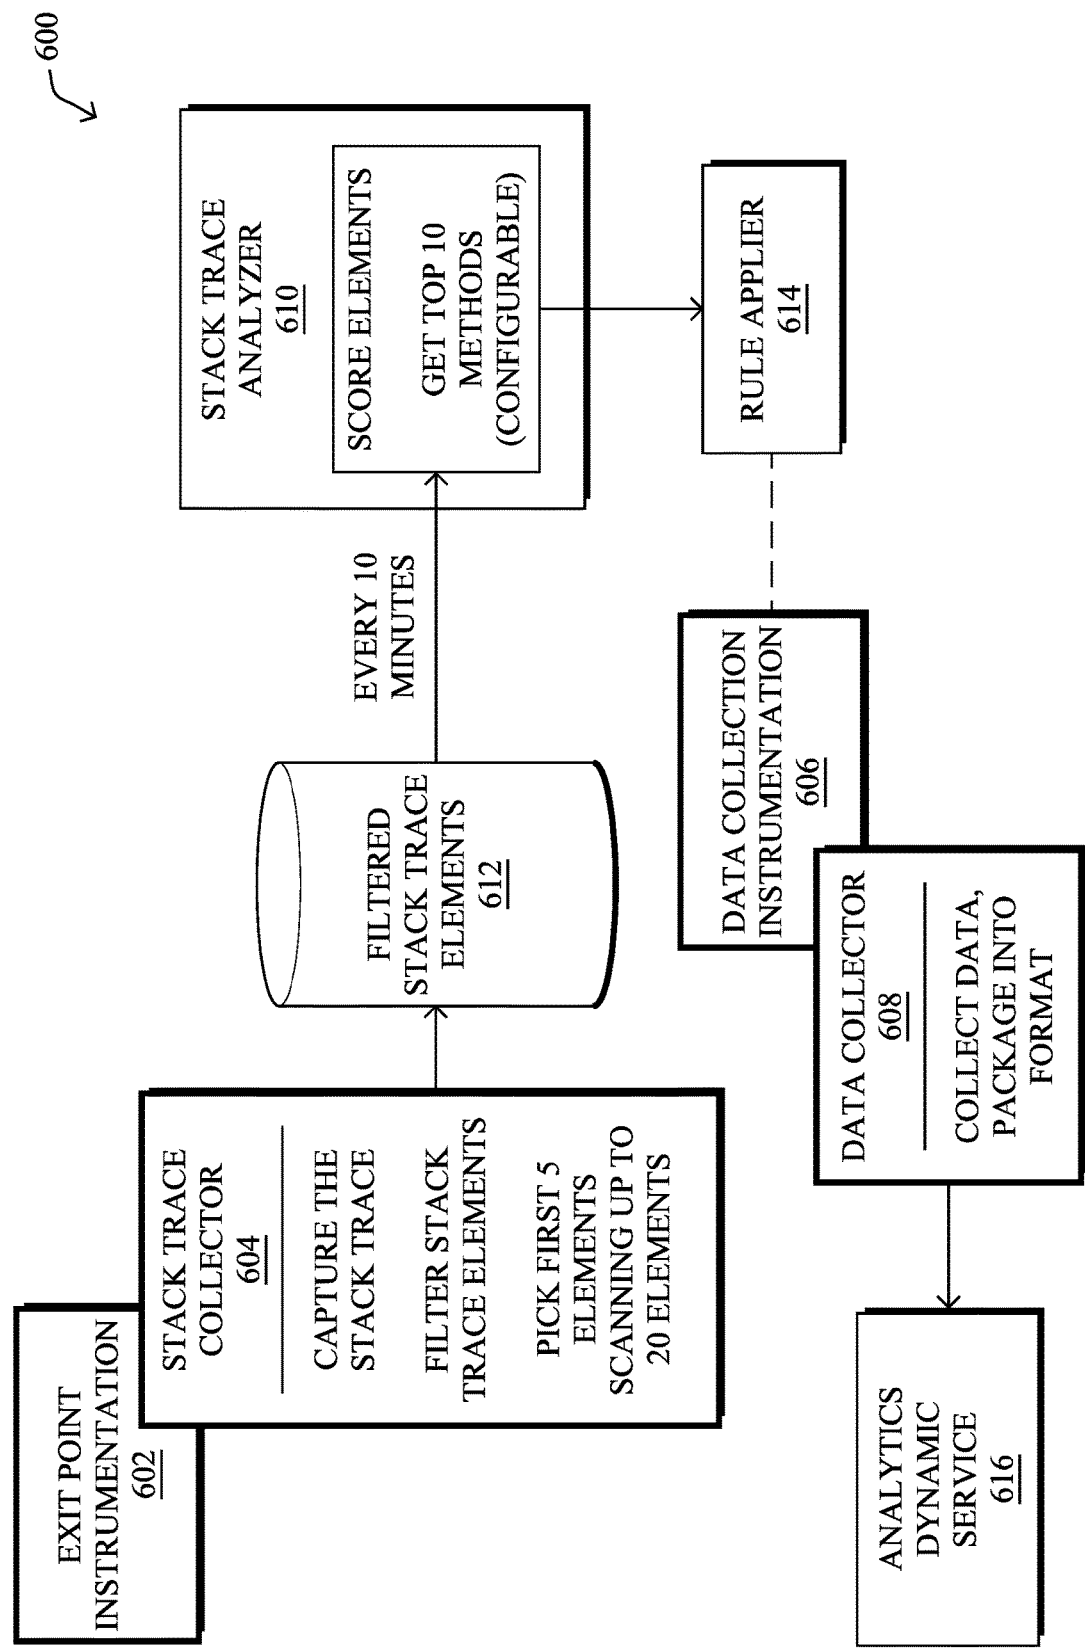 600
EXIT POINT
INSTRUMENTATION
602
STACK TRACE
COLLECTOR
604
CAPTURE THE
STACK TRACE
FILTER STACK
TRACE ELEMENTS
PICK FIRST 5
ELEMENTS
SCANNING UP TO
20 ELEMENTS
FILTERED
STACK TRACE
ELEMENTS
612
EVERY 10
MINUTES
STACK TRACE
ANALYZER
610
SCORE ELEMENTS
GET TOP 10
METHODS
(CONFIGURABLE)
RULE APPLIER
614
DATA COLLECTION
INSTRUMENTATION
606
DATA COLLECTOR
608
COLLECT DATA,
PACKAGE INTO
FORMAT
ANALYTICS
DYNAMIC
SERVICE
616